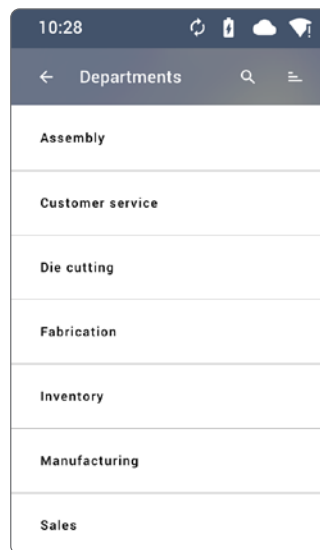 10:28
Departments
Assembly
Customer service
Die cutting
Fabrication
Inventory
Manufacturing
Sales